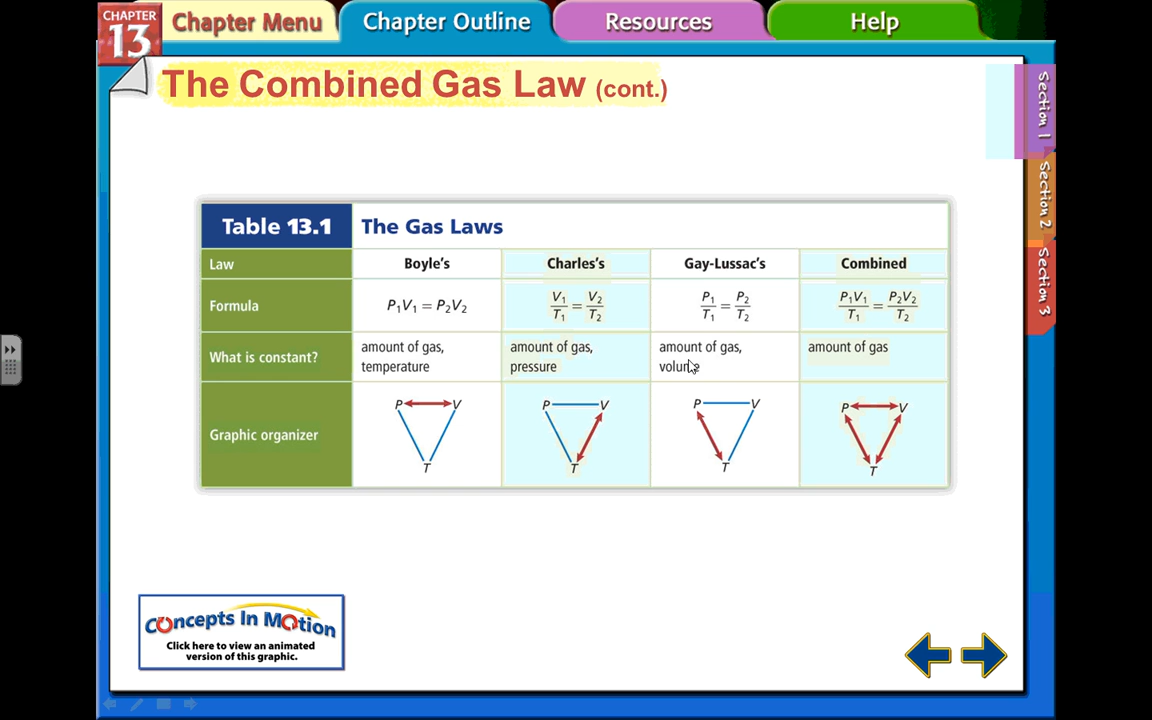 CHAPTER
13
Chapter Menu
Chapter Outline
Resources
Help
The Combined Gas Law (cont.)
Section 1
Section 2
Section 3
Table 13.1 The Gas Laws
Law Boyle's Charles's Gay-Lussac's Combined
Formula P₁V₁ = P₂V₂ V₁/T₁ = V₂/T₂ P₁/T₁ = P₂/T₂ P₁V₁/T₁ = P₂V₂/T₂
What is constant?
amount of gas,
temperature
amount of gas,
pressure
amount of gas,
volume
amount of gas
Graphic organizer
P V
T
P V
T
P V
T
P V
T
Concepts In Motion
Click here to view an animated
version of this graphic.